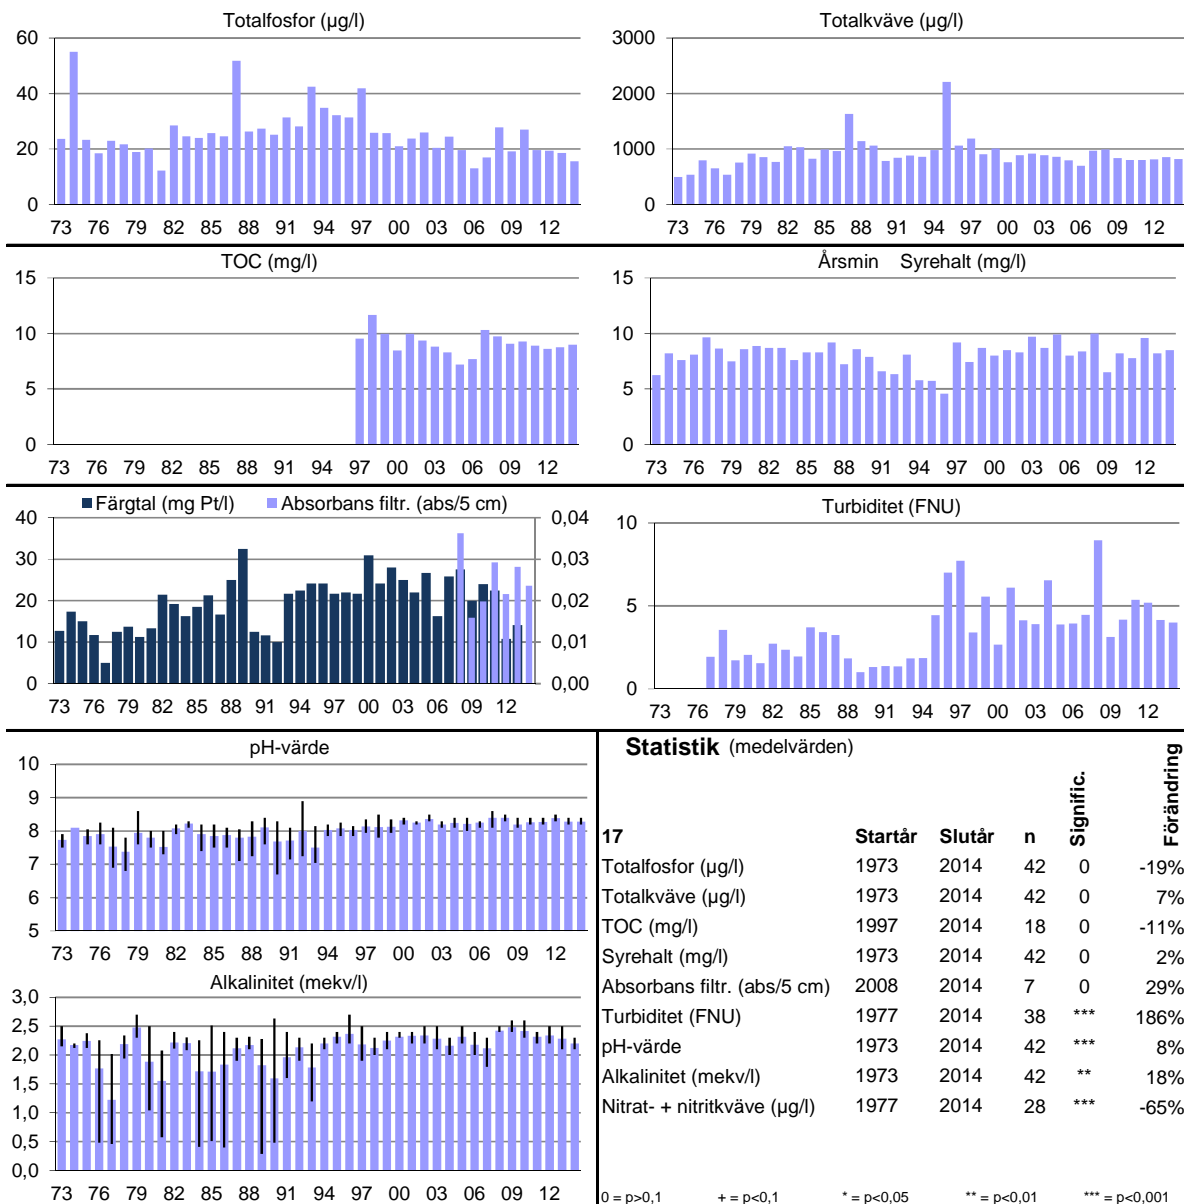 Totalfosfor (µg/l)
60
40
20
0
73 76 79 82 85 88 91 94 97 00 03 06 09 12
Totalkväve (µg/l)
3000
2000
1000
0
73 76 79 82 85 88 91 94 97 00 03 06 09 12
TOC (mg/l)
15
10
5
0
73 76 79 82 85 88 91 94 97 00 03 06 09 12
Årsmin Syrehalt (mg/l)
15
10
5
0
73 76 79 82 85 88 91 94 97 00 03 06 09 12
Färgtal (mg Pt/l) Absorbans filtr. (abs/5 cm)
40 0,04
30 0,03
20 0,02
10 0,01
0 0,00
73 76 79 82 85 88 91 94 97 00 03 06 09 12
Turbiditet (FNU)
10
5
0
73 76 79 82 85 88 91 94 97 00 03 06 09 12
pH-värde
10
9
8
7
6
5
73 76 79 82 85 88 91 94 97 00 03 06 09 12
Alkalinitet (mekv/l)
3,0
2,5
2,0
1,5
1,0
0,5
0,0
73 76 79 82 85 88 91 94 97 00 03 06 09 12
Statistik (medelvärden)
17 Startår Slutår n Signific. Förändring
Totalfosfor (µg/l) 1973 2014 42 0 -19%
Totalkväve (µg/l) 1973 2014 42 0 7%
TOC (mg/l) 1997 2014 18 0 -11%
Syrehalt (mg/l) 1973 2014 42 0 2%
Absorbans filtr. (abs/5 cm) 2008 2014 7 0 29%
Turbiditet (FNU) 1977 2014 38 *** 186%
pH-värde 1973 2014 42 *** 8%
Alkalinitet (mekv/l) 1973 2014 42 ** 18%
Nitrat- + nitritkväve (µg/l) 1977 2014 28 *** -65%
0 = p>0,1 + = p<0,1 * = p<0,05 ** = p<0,01 *** = p<0,001